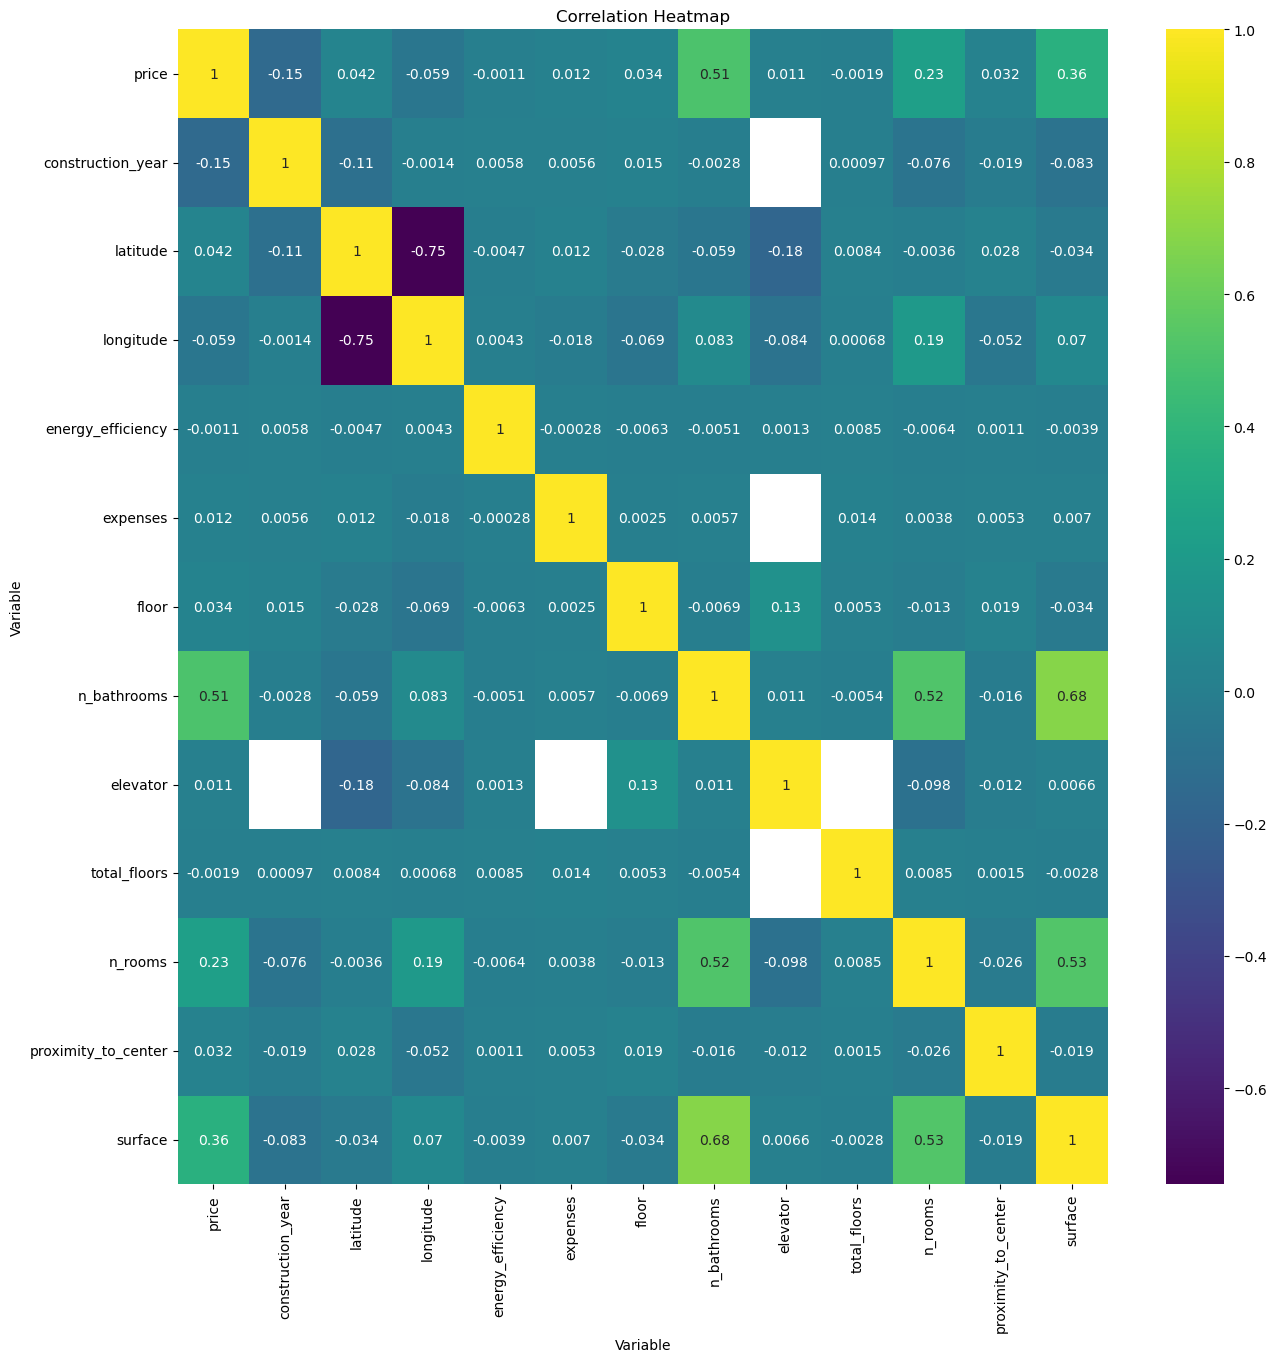 Correlation Heatmap
price 1 -0.15 0.042 -0.059 -0.0011 0.012 0.034 0.51 0.011 -0.0019 0.23 0.032 0.36
construction_year -0.15 1 -0.11 -0.0014 0.0058 0.0056 0.015 -0.0028 0.00097 -0.076 -0.019 -0.083
latitude 0.042 -0.11 1 -0.75 -0.0047 0.012 -0.028 -0.059 -0.18 0.0084 -0.0036 0.028 -0.034
longitude -0.059 -0.0014 -0.75 1 0.0043 -0.018 -0.069 0.083 -0.084 0.00068 0.19 -0.052 0.07
energy_efficiency -0.0011 0.0058 -0.0047 0.0043 1 -0.00028 -0.0063 -0.0051 0.0013 0.0085 -0.0064 0.0011 -0.0039
expenses 0.012 0.0056 0.012 -0.018 -0.00028 1 0.0025 0.0057 0.014 0.0038 0.0053 0.007
floor 0.034 0.015 -0.028 -0.069 -0.0063 0.0025 1 -0.0069 0.13 0.0053 -0.013 0.019 -0.034
n_bathrooms 0.51 -0.0028 -0.059 0.083 -0.0051 0.0057 -0.0069 1 0.011 -0.0054 0.52 -0.016 0.68
elevator 0.011 -0.18 -0.084 0.0013 0.13 0.011 1 -0.098 -0.012 0.0066
total_floors -0.0019 0.00097 0.0084 0.00068 0.0085 0.014 0.0053 -0.0054 1 0.0085 0.0015 -0.0028
n_rooms 0.23 -0.076 -0.0036 0.19 -0.0064 0.0038 -0.013 0.52 -0.098 0.0085 1 -0.026 0.53
proximity_to_center 0.032 -0.019 0.028 -0.052 0.0011 0.0053 0.019 -0.016 -0.012 0.0015 -0.026 1 -0.019
surface 0.36 -0.083 -0.034 0.07 -0.0039 0.007 -0.034 0.68 0.0066 -0.0028 0.53 -0.019 1
Variable
price
construction_year
latitude
longitude
energy_efficiency
expenses
floor
n_bathrooms
elevator
total_floors
n_rooms
proximity_to_center
surface
Variable
1.0
0.8
0.6
0.4
0.2
0.0
−0.2
−0.4
−0.6